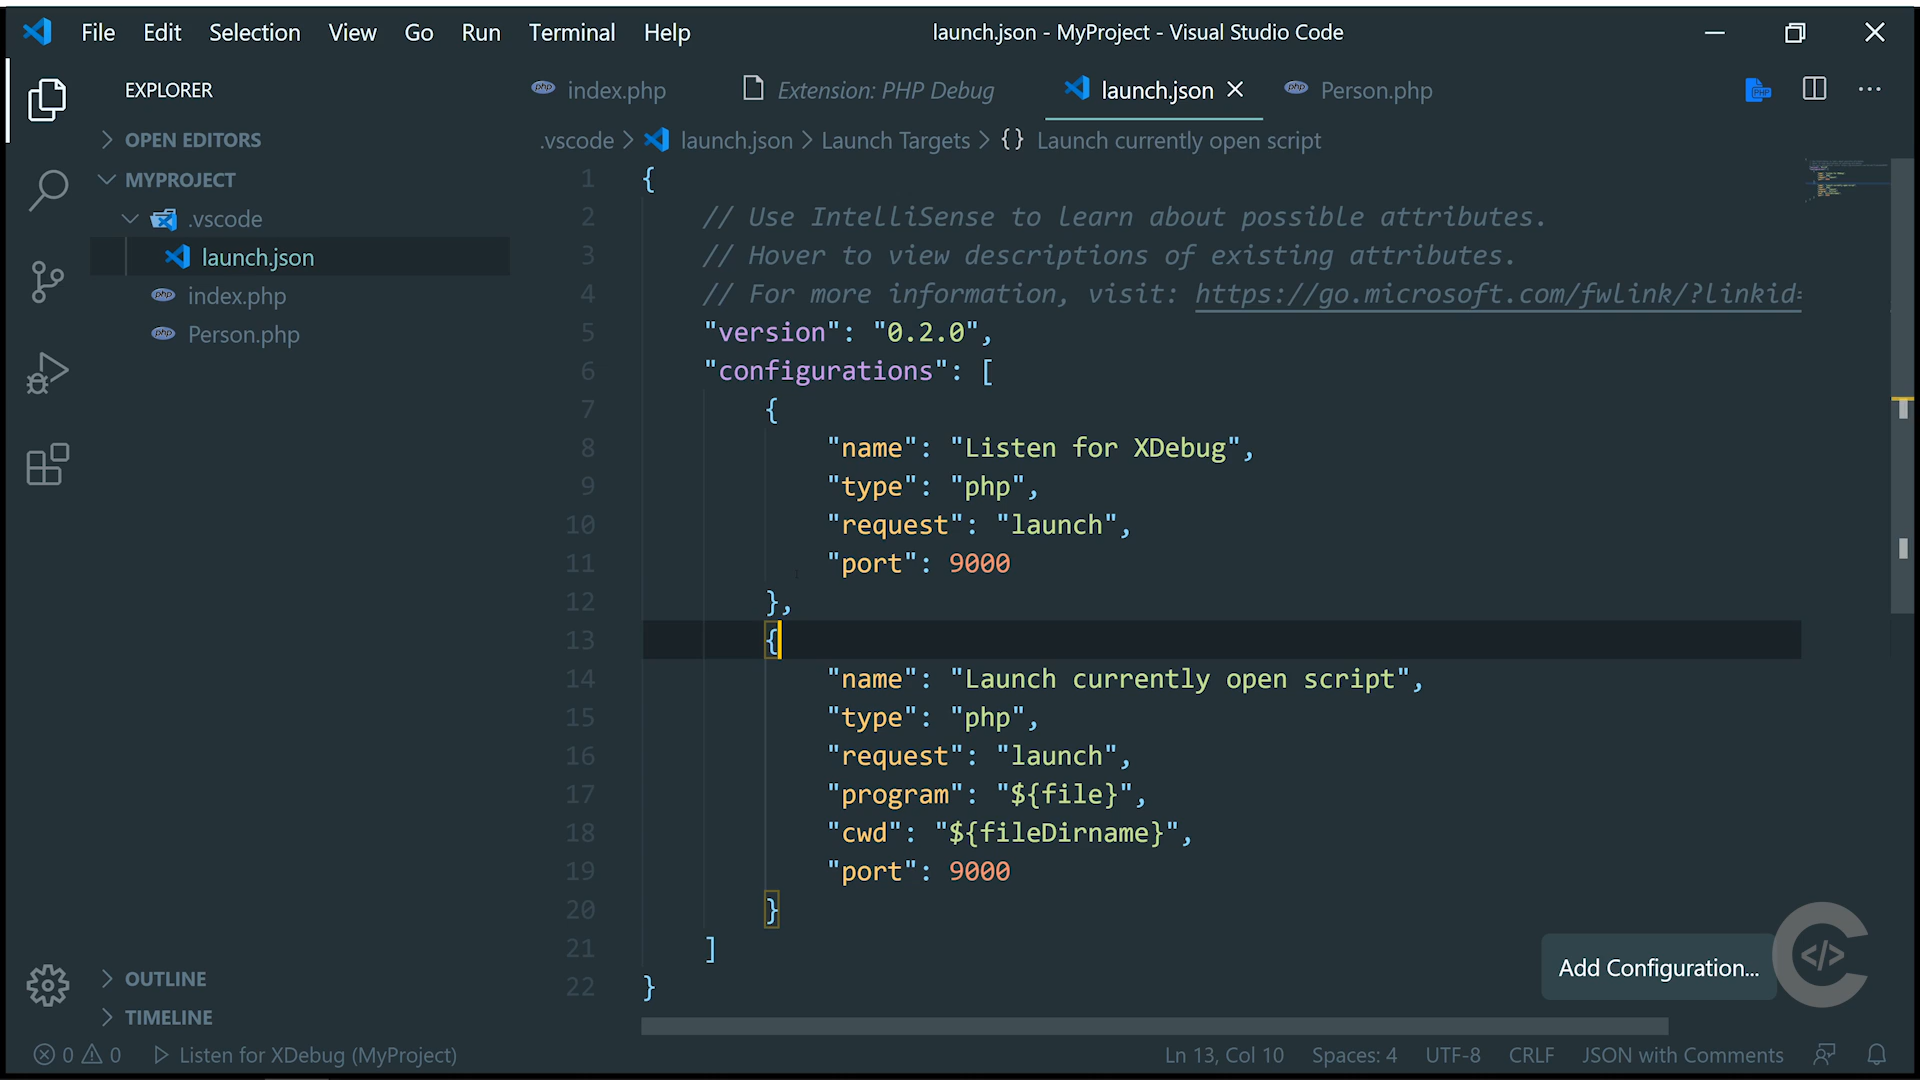 File Edit Selection View Go Run Terminal Help
launch.json - MyProject - Visual Studio Code
EXPLORER
OPEN EDITORS
MYPROJECT
.vscode
launch.json
index.php
Person.php
OUTLINE
TIMELINE
index.php
Extension: PHP Debug
launch.json
Person.php
.vscode > launch.json > Launch Targets > {} Launch currently open script
1 {
2 // Use IntelliSense to learn about possible attributes.
3 // Hover to view descriptions of existing attributes.
4 // For more information, visit: https://go.microsoft.com/fwlink/?linkid=
5 "version": "0.2.0",
6 "configurations": [
7 {
8 "name": "Listen for XDebug",
9 "type": "php",
10 "request": "launch",
11 "port": 9000
12 },
13 {
14 "name": "Launch currently open script",
15 "type": "php",
16 "request": "launch",
17 "program": "${file}",
18 "cwd": "${fileDirname}",
19 "port": 9000
20 }
21 ]
22 }
Add Configuration...
0 0 Listen for XDebug (MyProject)
Ln 13, Col 10 Spaces: 4 UTF-8 CRLF JSON with Comments